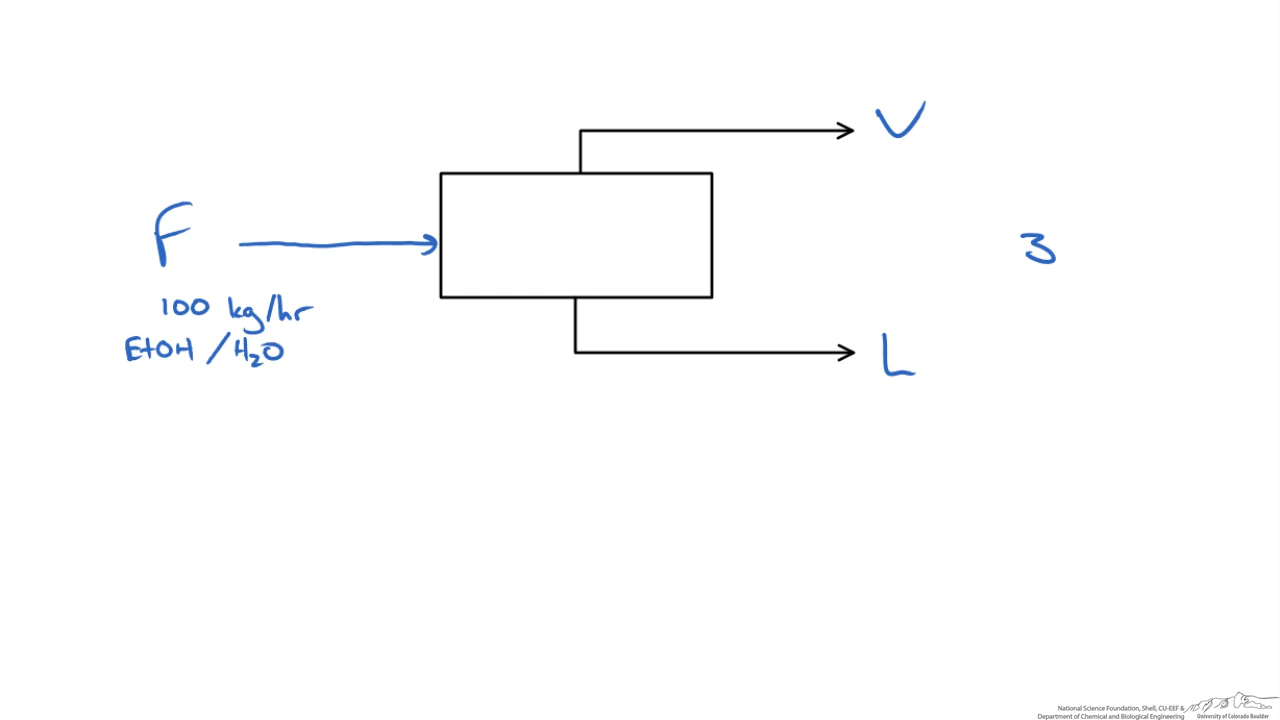 V
F
3
100 kg/hr
EtOH / H₂O
L
National Science Foundation, Shell, CU-EEF &
Department of Chemical and Biological Engineering
University of Colorado Boulder